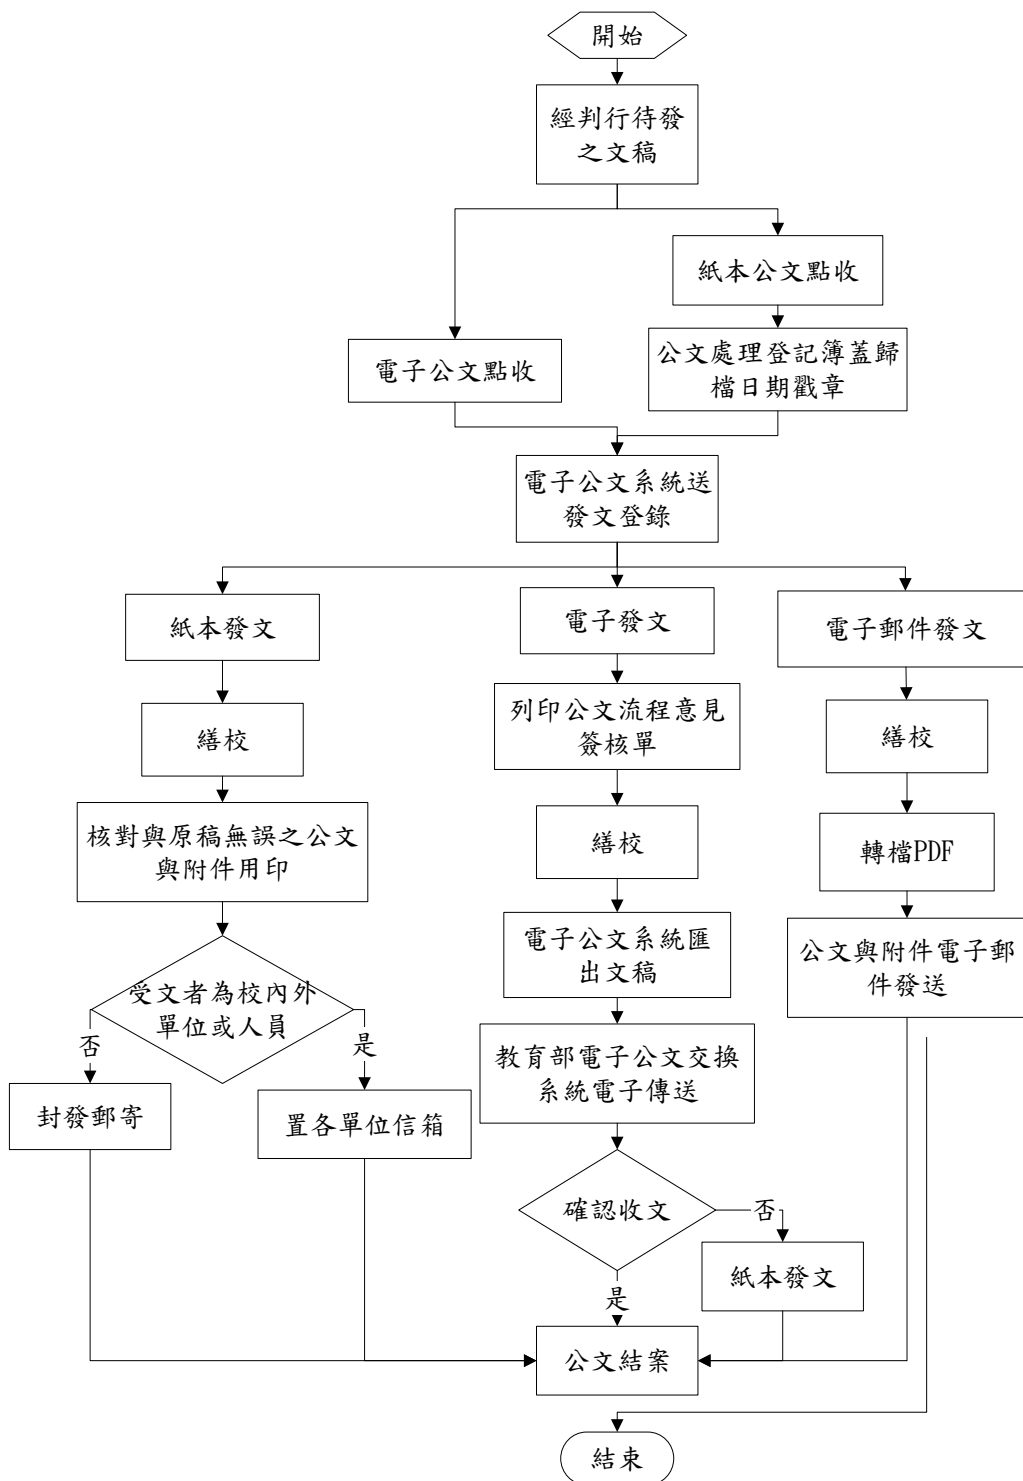 開始
經判行待發
之文稿
紙本公文點收
電子公文點收
公文處理登記簿蓋歸
檔日期戳章
電子公文系統送
發文登錄
紙本發文
電子發文
電子郵件發文
繕校
列印公文流程意見
簽核單
繕校
核對與原稿無誤之公文
與附件用印
繕校
轉檔PDF
電子公文系統匯
出文稿
公文與附件電子郵
件發送
受文者為校內外
單位或人員
否
是
教育部電子公文交換
系統電子傳送
封發郵寄
置各單位信箱
確認收文
否
紙本發文
是
公文結案
結束